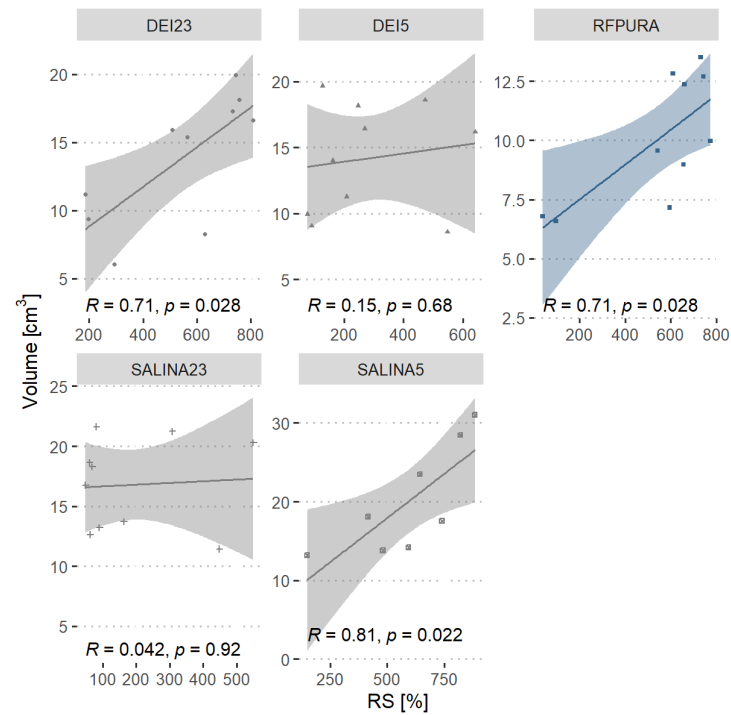 DEI23 DEI5 RFPURA
20
15
10
5
R = 0.71, p = 0.028
200 400 600 800
20
15
10
5
R = 0.15, p = 0.68
200 400 600
12.5
10.0
7.5
5.0
2.5
R = 0.71, p = 0.028
200 400 600 800
Volume [cm³]
SALINA23 SALINA5
25
20
15
10
5
R = 0.042, p = 0.92
100 200 300 400 500
30
20
10
0
R = 0.81, p = 0.022
250 500 750
RS [%]